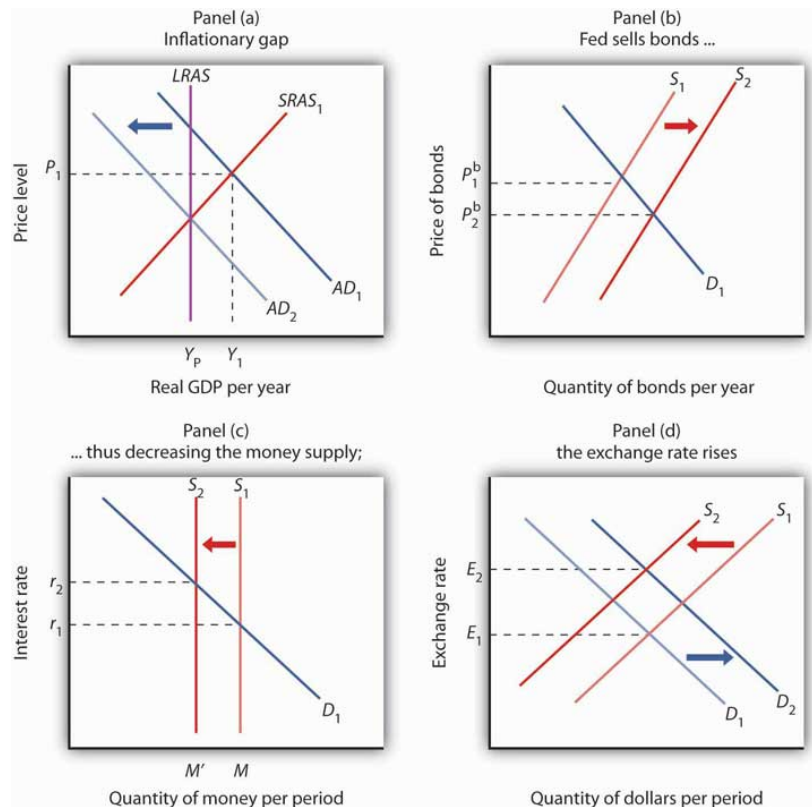 Panel (a)
Inflationary gap
LRAS
SRAS₁
P₁
Price level
AD₁
AD₂
Yₚ Y₁
Real GDP per year
Panel (b)
Fed sells bonds ...
S₁ S₂
P₁ᵇ
P₂ᵇ
Price of bonds
D₁
Quantity of bonds per year
Panel (c)
... thus decreasing the money supply;
S₂ S₁
r₂
r₁
Interest rate
D₁
M′ M
Quantity of money per period
Panel (d)
the exchange rate rises
S₂ S₁
E₂
E₁
Exchange rate
D₁ D₂
Quantity of dollars per period